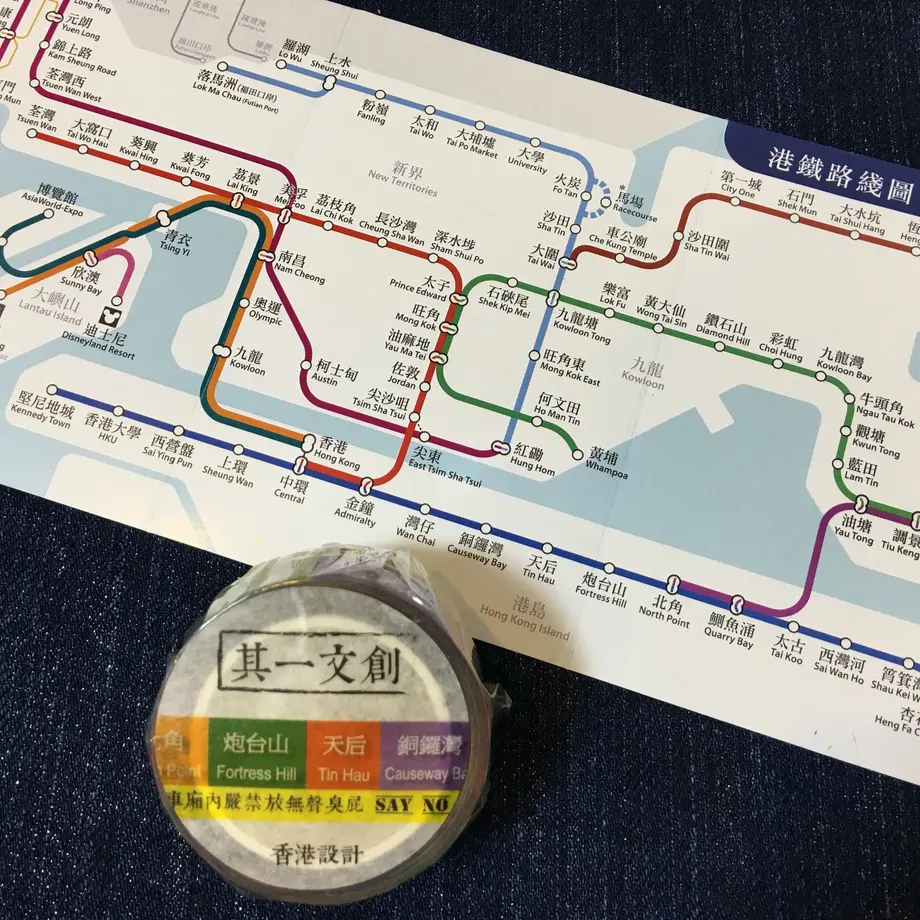 Shenzhen
Long Ping
元朗
Yuen Long
錦上路
Kam Sheung Road
荃灣西
Tsuen Wan West
荃灣
Tsuen Wan
大窩口
Tai Wo Hau
葵興
Kwai Hing
葵芳
Kwai Fong
荔景
Lai King
美孚
Mei Foo
荔枝角
Lai Chi Kok
長沙灣
Cheung Sha Wan
深水埗
Sham Shui Po
太子
Prince Edward
旺角
Mong Kok
油麻地
Yau Ma Tei
佐敦
Jordan
尖沙咀
Tsim Sha Tsui
尖東
East Tsim Sha Tsui
羅湖
Lo Wu
上水
Sheung Shui
落馬洲 (福田口岸)
Lok Ma Chau (Futian Port)
粉嶺
Fanling
太和
Tai Wo
大埔墟
Tai Po Market
大學
University
火炭
Fo Tan
*馬場
Racecourse
沙田
Sha Tin
大圍
Tai Wai
車公廟
Che Kung Temple
沙田圍
Sha Tin Wai
第一城
City One
石門
Shek Mun
大水坑
Tai Shui Hang
港鐵路綫圖
新界
New Territories
博覽館
AsiaWorld-Expo
青衣
Tsing Yi
欣澳
Sunny Bay
大嶼山
Lantau Island
迪士尼
Disneyland Resort
南昌
Nam Cheong
奧運
Olympic
九龍
Kowloon
柯士甸
Austin
石硤尾
Shek Kip Mei
九龍塘
Kowloon Tong
樂富
Lok Fu
黃大仙
Wong Tai Sin
鑽石山
Diamond Hill
彩虹
Choi Hung
九龍灣
Kowloon Bay
牛頭角
Ngau Tau Kok
觀塘
Kwun Tong
藍田
Lam Tin
油塘
Yau Tong
調景
Tiu Keng
九龍
Kowloon
旺角東
Mong Kok East
何文田
Ho Man Tin
黃埔
Whampoa
紅磡
Hung Hom
堅尼地城
Kennedy Town
香港大學
HKU
西營盤
Sai Ying Pun
上環
Sheung Wan
香港
Hong Kong
中環
Central
金鐘
Admiralty
灣仔
Wan Chai
銅鑼灣
Causeway Bay
天后
Tin Hau
炮台山
Fortress Hill
北角
North Point
鰂魚涌
Quarry Bay
太古
Tai Koo
西灣河
Sai Wan Ho
筲箕灣
Shau Kei W
Heng Fa C
港島
Hong Kong Island
其一文創
角
Point
炮台山
Fortress Hill
天后
Tin Hau
銅鑼灣
Causeway Ba
車廂內嚴禁放無聲臭屁 SAY NO
香港設計